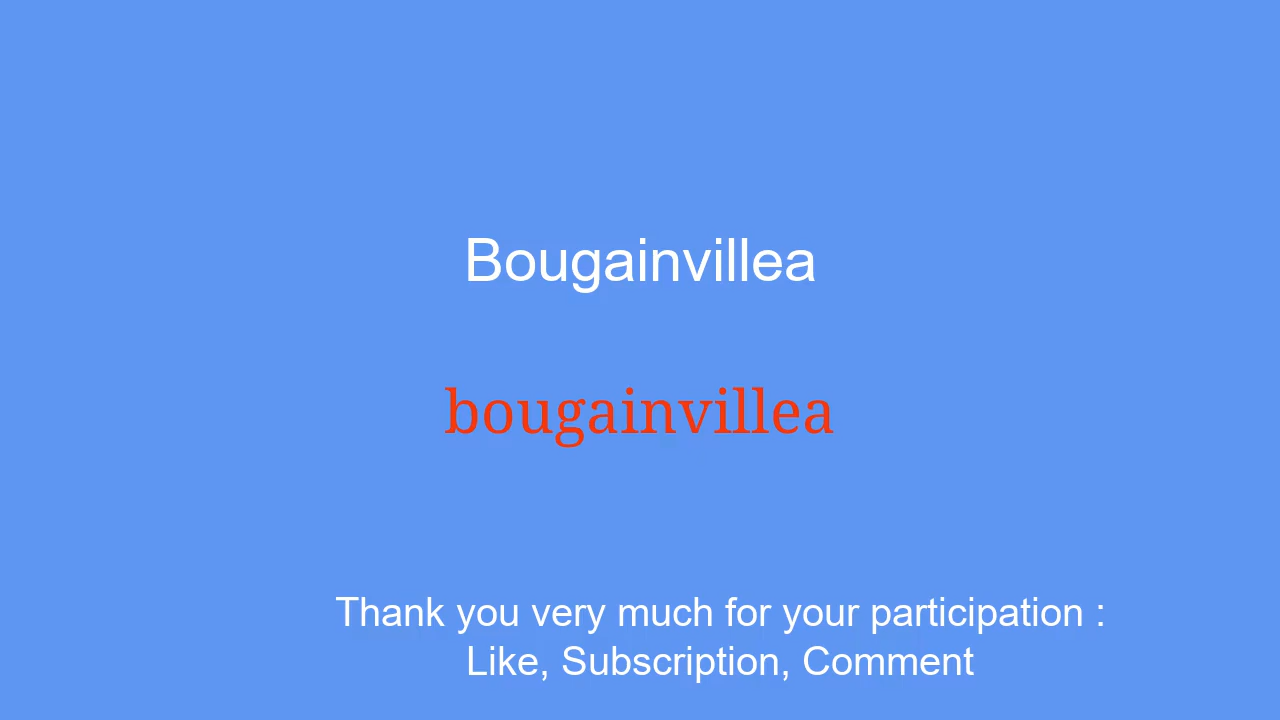 Bougainvillea
bougainvillea
Thank you very much for your participation :
Like, Subscription, Comment